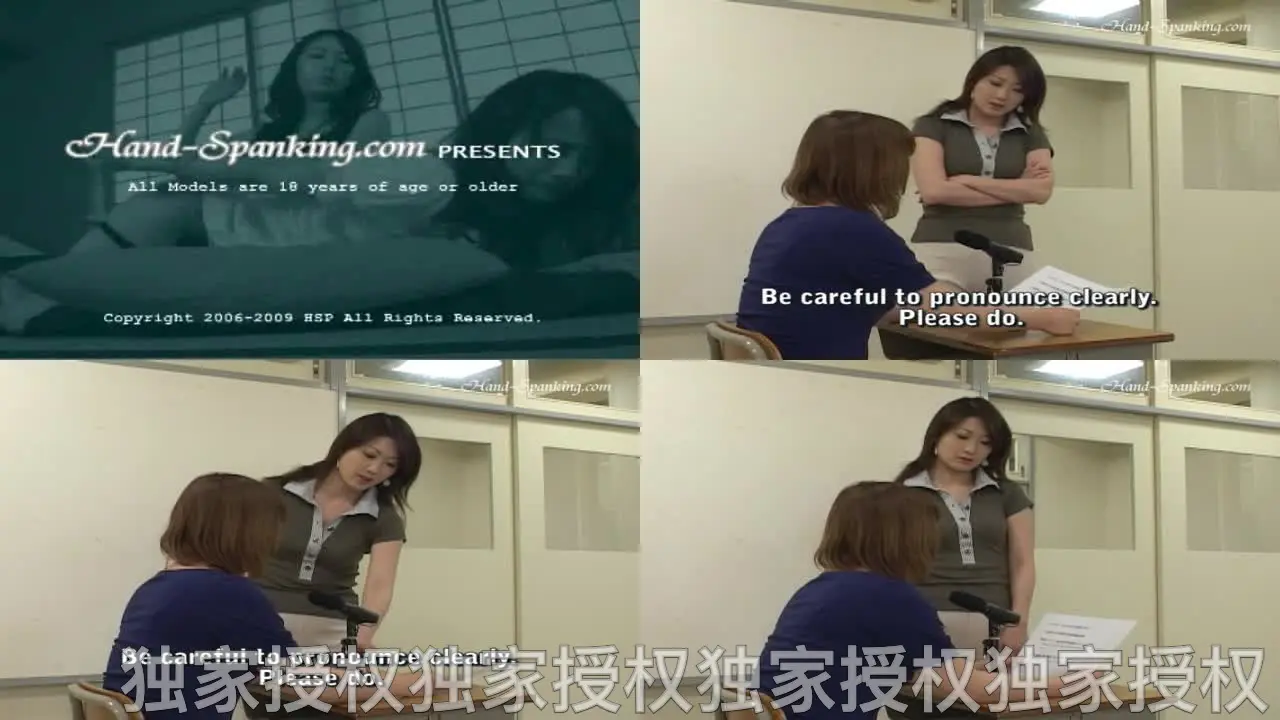 Hand-Spanking.com PRESENTS
All Models are 18 years of age or older
Copyright 2006-2009 HSP All Rights Reserved.
Hand-Spanking.com
Be careful to pronounce clearly.
Please do.
Hand-Spanking.com
Be careful to pronounce clearly.
Please do.
Hand-Spanking.com
独家授权独家授权独家授权独家授权